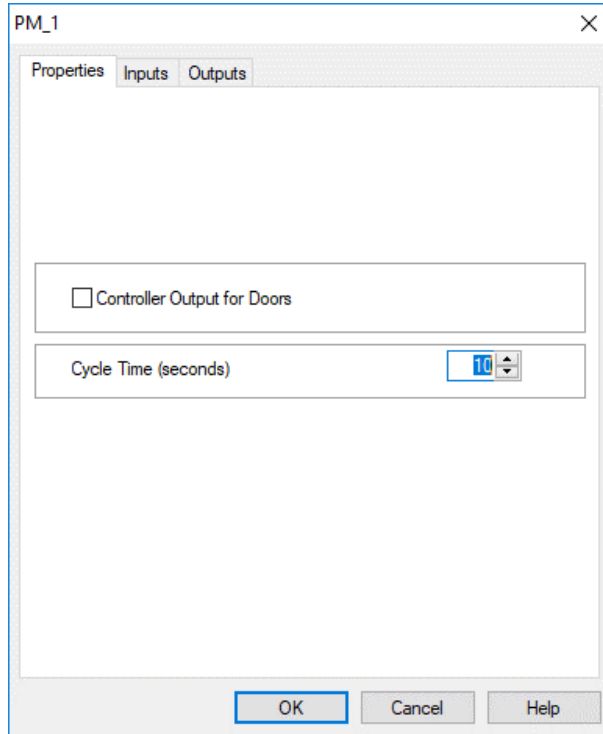 PM_1
Properties Inputs Outputs
Controller Output for Doors
Cycle Time (seconds) 10
OK Cancel Help